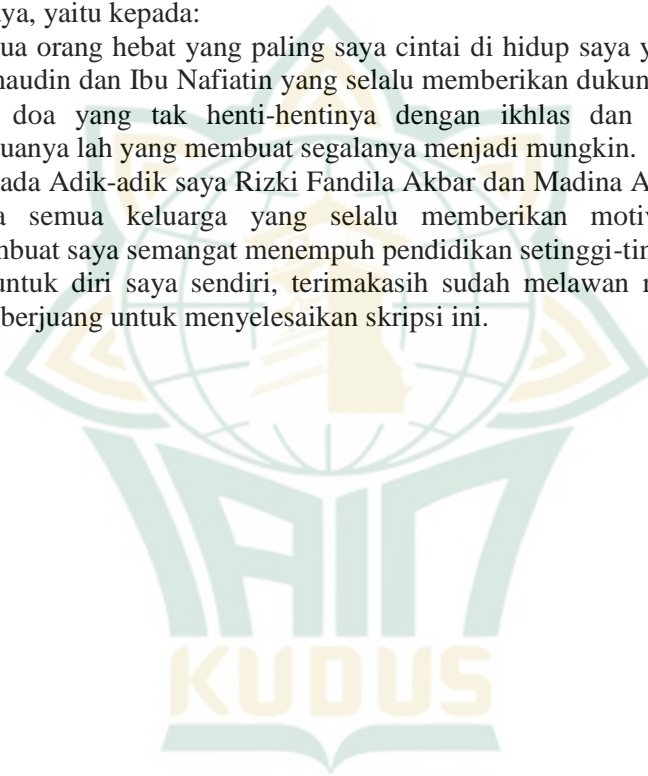 ya, yaitu kepada:
ua orang hebat yang paling saya cintai di hidup saya y
naudin dan Ibu Nafiatin yang selalu memberikan dukun
doa yang tak henti-hentinya dengan ikhlas dan
uanya lah yang membuat segalanya menjadi mungkin.
ada Adik-adik saya Rizki Fandila Akbar dan Madina A
a semua keluarga yang selalu memberikan motiv
buat saya semangat menempuh pendidikan setinggi-tin
untuk diri saya sendiri, terimakasih sudah melawan r
berjuang untuk menyelesaikan skripsi ini.
IAIN
KUDUS